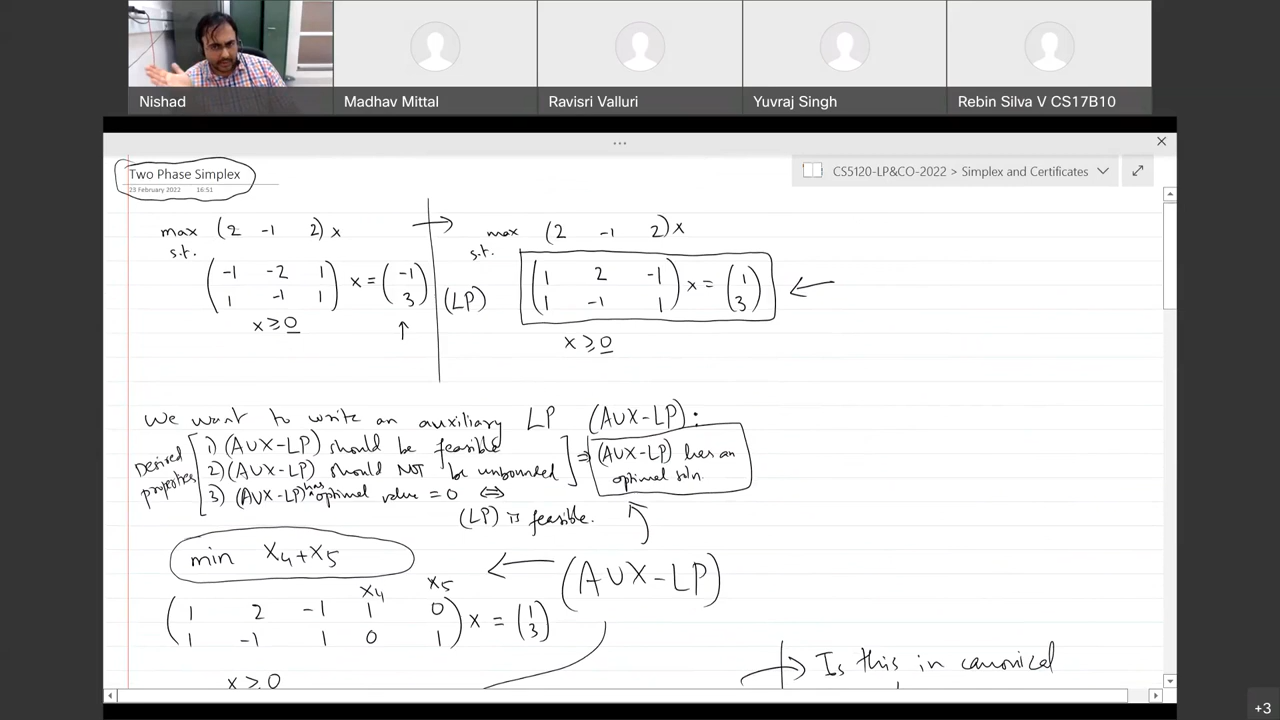 Nishad
Madhav Mittal
Ravisri Valluri
Yuvraj Singh
Rebin Silva V CS17B10
...
Two Phase Simplex
23 February 2022 16:51
CS5120-LP&CO-2022 > Simplex and Certificates
max (2 -1 2) x
s.t.
(-1 -2 1) x = (-1)
(1 -1 1) (3)
x ≥ 0
→
max (2 -1 2) x
s.t.
(LP)
(1 2 -1) x = (1)
(1 -1 1) (3)
x ≥ 0
We want to write an auxiliary LP (AUX-LP):
Desired properties
1) (AUX-LP) should be feasible
2) (AUX-LP) should NOT be unbounded
3) (AUX-LP) has optimal value = 0 ⇔
(LP) is feasible.
⇒ (AUX-LP) has an
optimal soln.
min x4+x5
(AUX-LP)
x4 x5
(1 2 -1 1 0) x = (1)
(1 -1 1 0 1) (3)
x ≥ 0
→ Is this in canonical
+3